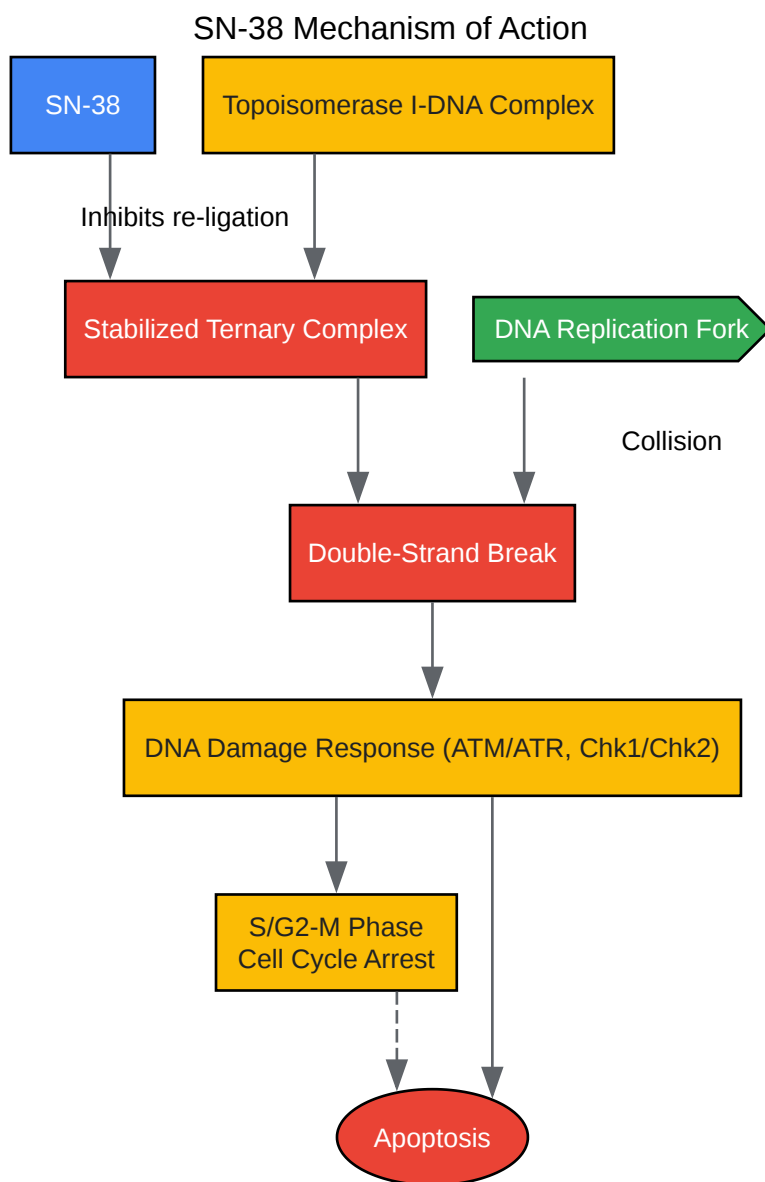 SN-38 Mechanism of Action
SN-38
Topoisomerase I-DNA Complex
Inhibits re-ligation
Stabilized Ternary Complex
DNA Replication Fork
Collision
Double-Strand Break
DNA Damage Response (ATM/ATR, Chk1/Chk2)
S/G2-M Phase
Cell Cycle Arrest
Apoptosis